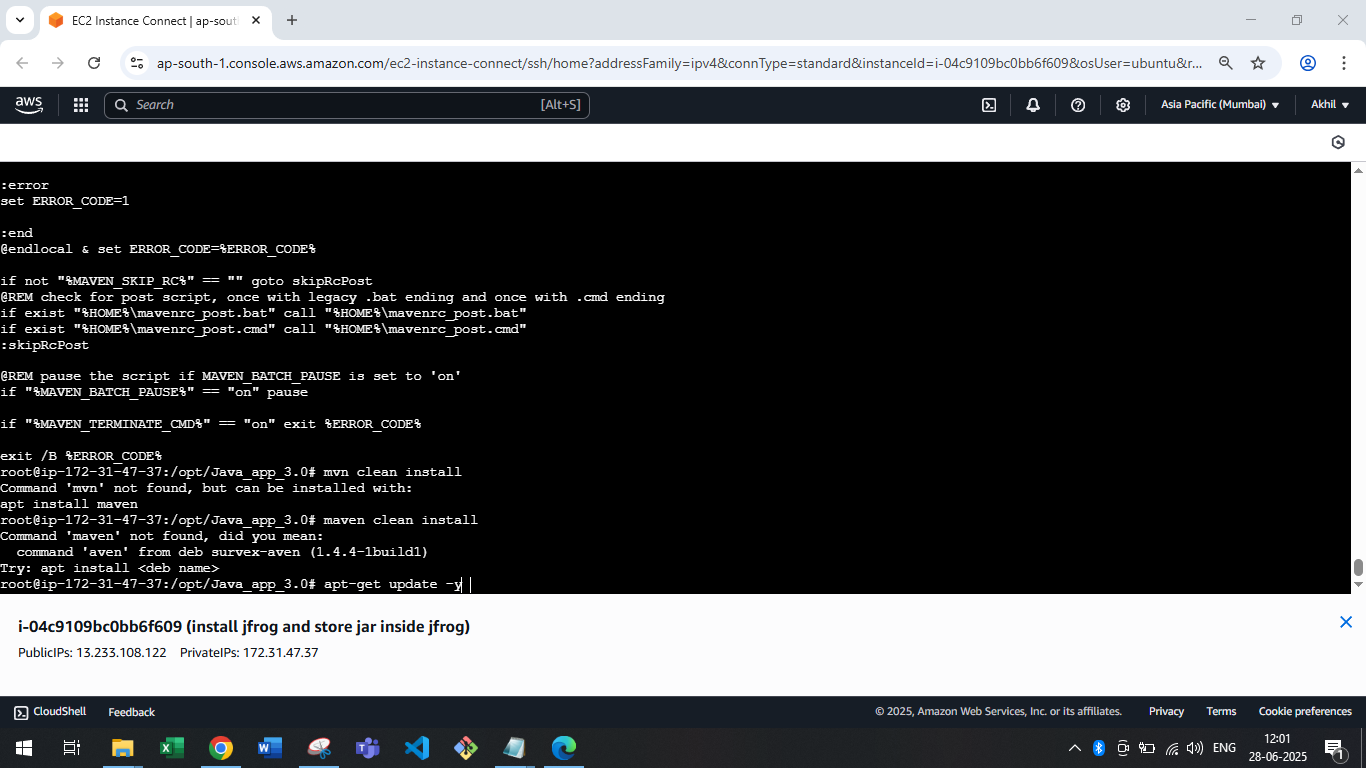 EC2 Instance Connect | ap-sout
ap-south-1.console.aws.amazon.com/ec2-instance-connect/ssh/home?addressFamily=ipv4&connType=standard&instanceId=i-04c9109bc0bb6f609&osUser=ubuntu&r...
aws
Search
[Alt+S]
Asia Pacific (Mumbai)
Akhil
:error
set ERROR_CODE=1
:end
@endlocal & set ERROR_CODE=%ERROR_CODE%
if not "%MAVEN_SKIP_RC%" == "" goto skipRcPost
@REM check for post script, once with legacy .bat ending and once with .cmd ending
if exist "%HOME%\mavenrc_post.bat" call "%HOME%\mavenrc_post.bat"
if exist "%HOME%\mavenrc_post.cmd" call "%HOME%\mavenrc_post.cmd"
:skipRcPost
@REM pause the script if MAVEN_BATCH_PAUSE is set to 'on'
if "%MAVEN_BATCH_PAUSE%" == "on" pause
if "%MAVEN_TERMINATE_CMD%" == "on" exit %ERROR_CODE%
exit /B %ERROR_CODE%
root@ip-172-31-47-37:/opt/Java_app_3.0# mvn clean install
Command 'mvn' not found, but can be installed with:
apt install maven
root@ip-172-31-47-37:/opt/Java_app_3.0# maven clean install
Command 'maven' not found, did you mean:
command 'aven' from deb survex-aven (1.4.4-1build1)
Try: apt install <deb name>
root@ip-172-31-47-37:/opt/Java_app_3.0# apt-get update -y
i-04c9109bc0bb6f609 (install jfrog and store jar inside jfrog)
PublicIPs: 13.233.108.122 PrivateIPs: 172.31.47.37
CloudShell
Feedback
© 2025, Amazon Web Services, Inc. or its affiliates.
Privacy
Terms
Cookie preferences
ENG
12:01
28-06-2025
1